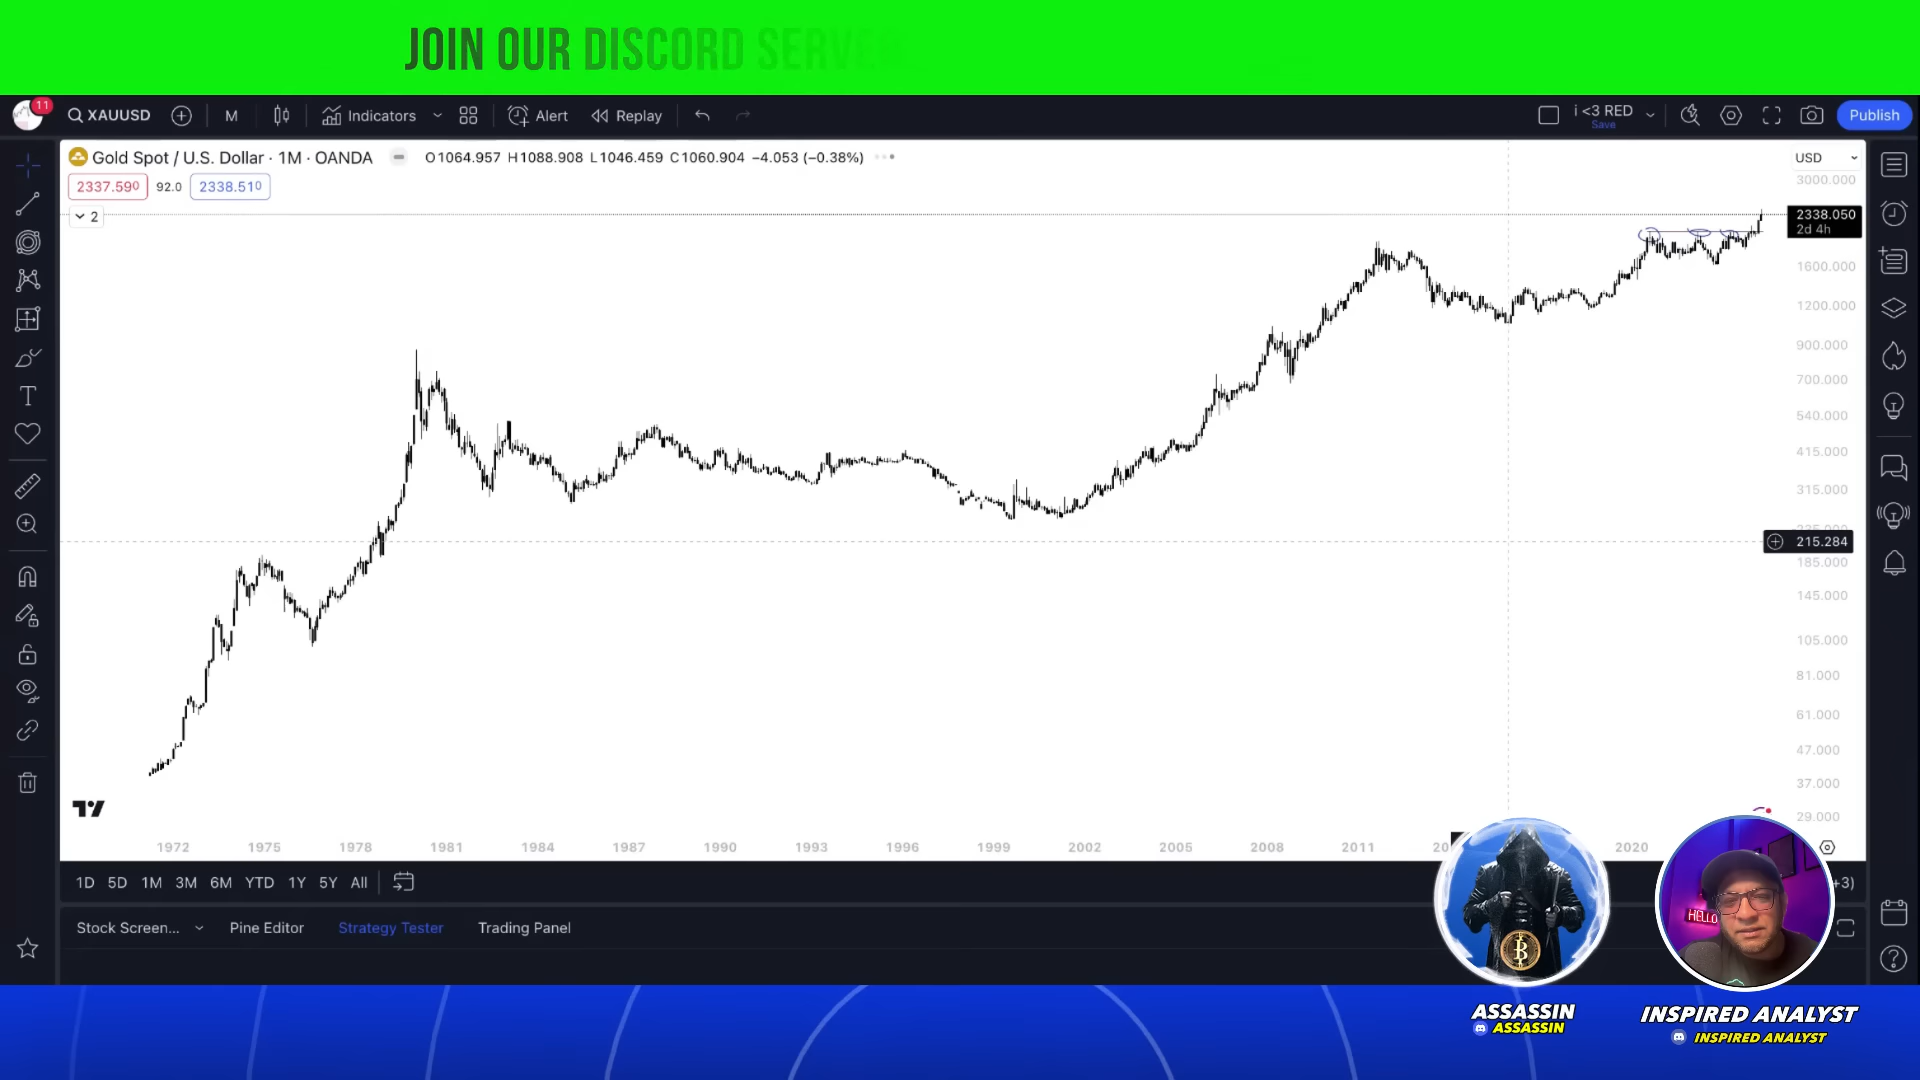 JOIN OUR DISCORD SERVER
11
XAUUSD
M
Indicators
Alert
Replay
i <3 RED
Save
Publish
Gold Spot / U.S. Dollar · 1M · OANDA
O1064.957 H1088.908 L1046.459 C1060.904 −4.053 (−0.38%)
USD
2337.590
92.0
2338.510
2
3000.000
2338.050
2d 4h
1600.000
1200.000
900.000
700.000
540.000
415.000
315.000
215.284
185.000
145.000
105.000
81.000
61.000
47.000
37.000
29.000
1972 1975 1978 1981 1984 1987 1990 1993 1996 1999 2002 2005 2008 2011 2020
1D 5D 1M 3M 6M YTD 1Y 5Y All
+3)
Stock Screen... Pine Editor Strategy Tester Trading Panel
HELLO
ASSASSIN
ASSASSIN
INSPIRED ANALYST
INSPIRED ANALYST